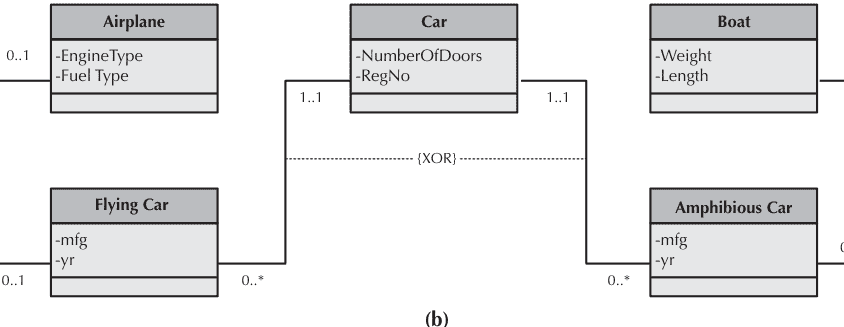 Airplane
-EngineType
-Fuel Type
0..1
Car
-NumberOfDoors
-RegNo
1..1
1..1
Boat
-Weight
-Length
{XOR}
Flying Car
-mfg
-yr
0..1
0..*
Amphibious Car
-mfg
-yr
0..*
(b)